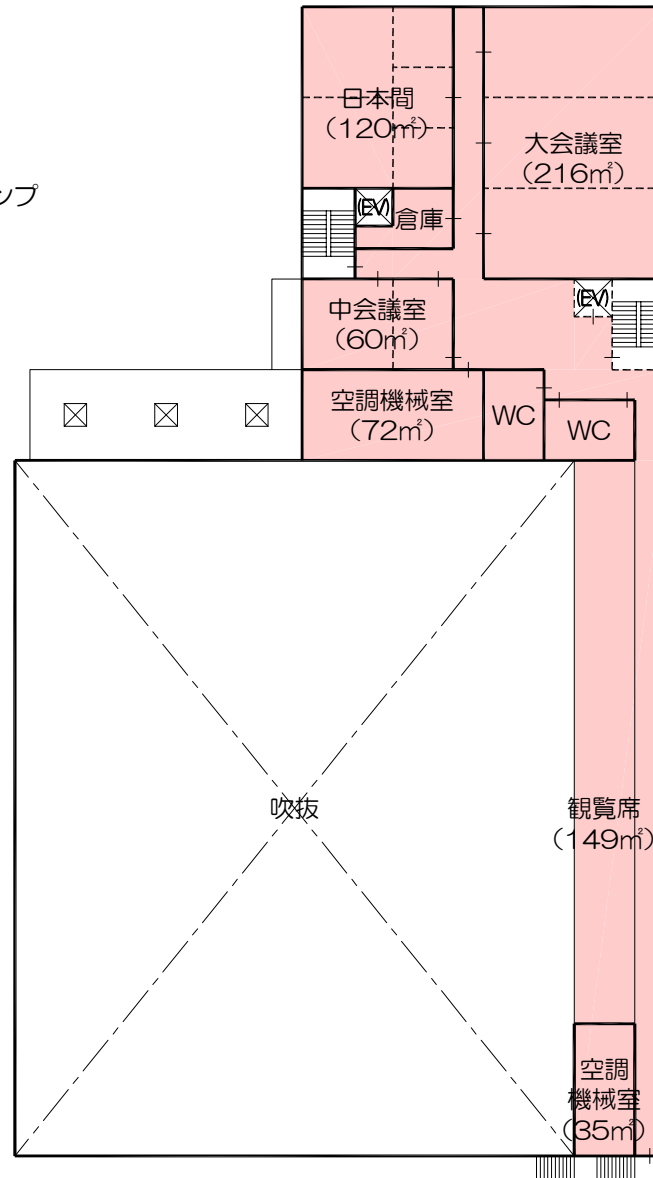 日本間
(120㎡)
大会議室
(216㎡)
ンプ
(EV)
倉庫
中会議室
(60㎡)
(EV)
空調機械室
(72㎡)
WC
WC
吹抜
観覧席
(149㎡)
空調
機械室
(35㎡)